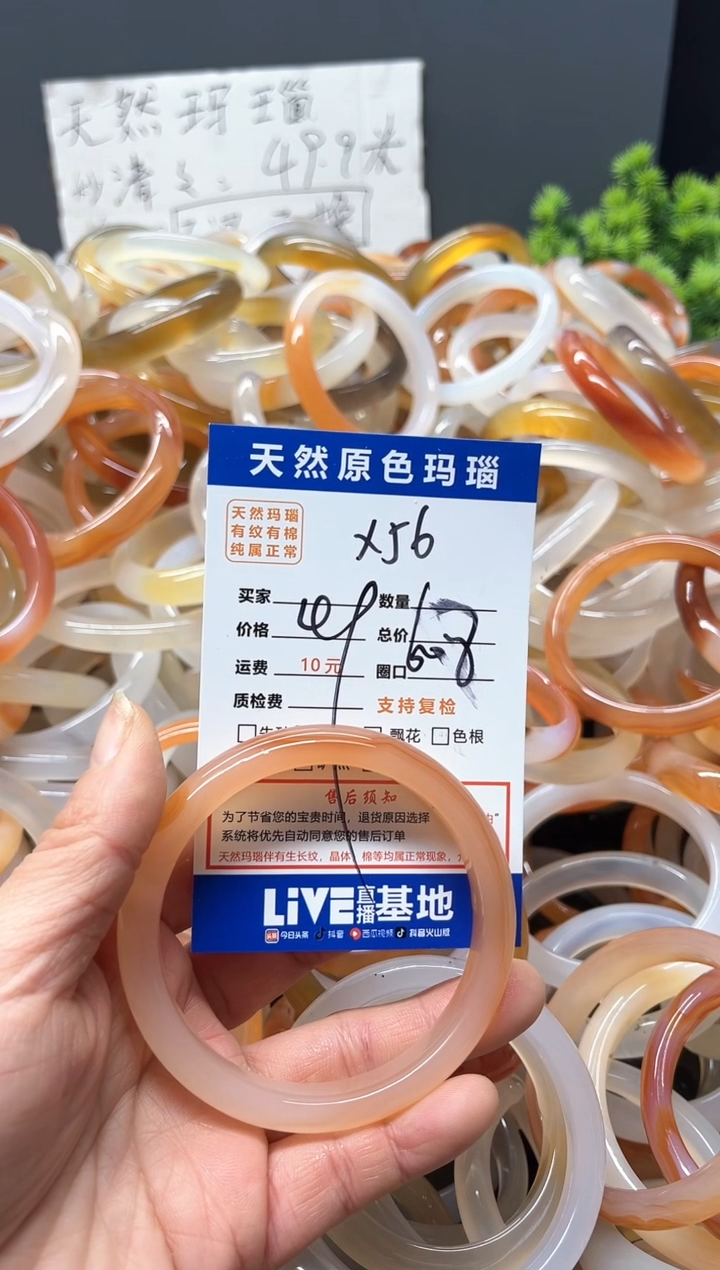 天然玛瑙
49.9米
天然原色玛瑙
天然玛瑙
有纹有棉
纯属正常
X56
买家 数量
价格 总价
运费 10元 圈口
质检费 支持复检
飘花 色根
售后须知
为了节省您的宝贵时间，退货原因选择
系统将优先自动同意您的售后订单
天然玛瑙伴有生长纹，晶体 棉等均属正常现象，
LiVE直播基地
头条 今日头条 抖音 西瓜视频 抖音火山版